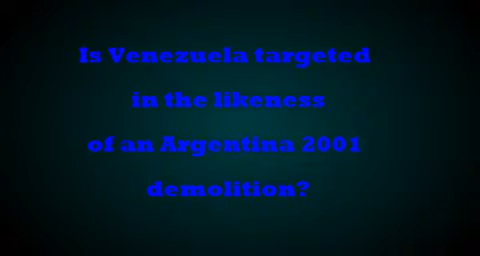 Is Venezuela targeted
in the likeness
of an Argentina 2001
demolition?